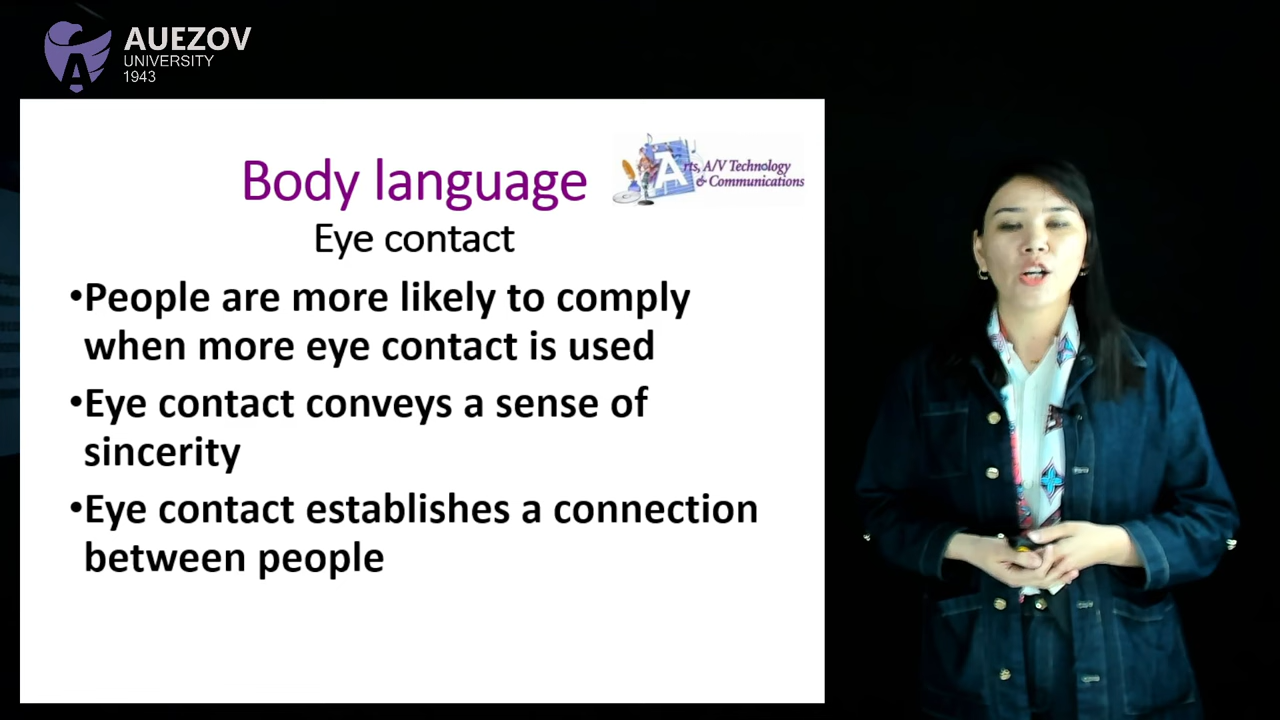 AUEZOV
UNIVERSITY
1943
Body language
Arts, A/V Technology
& Communications
Eye contact
•People are more likely to comply
when more eye contact is used
•Eye contact conveys a sense of
sincerity
•Eye contact establishes a connection
between people